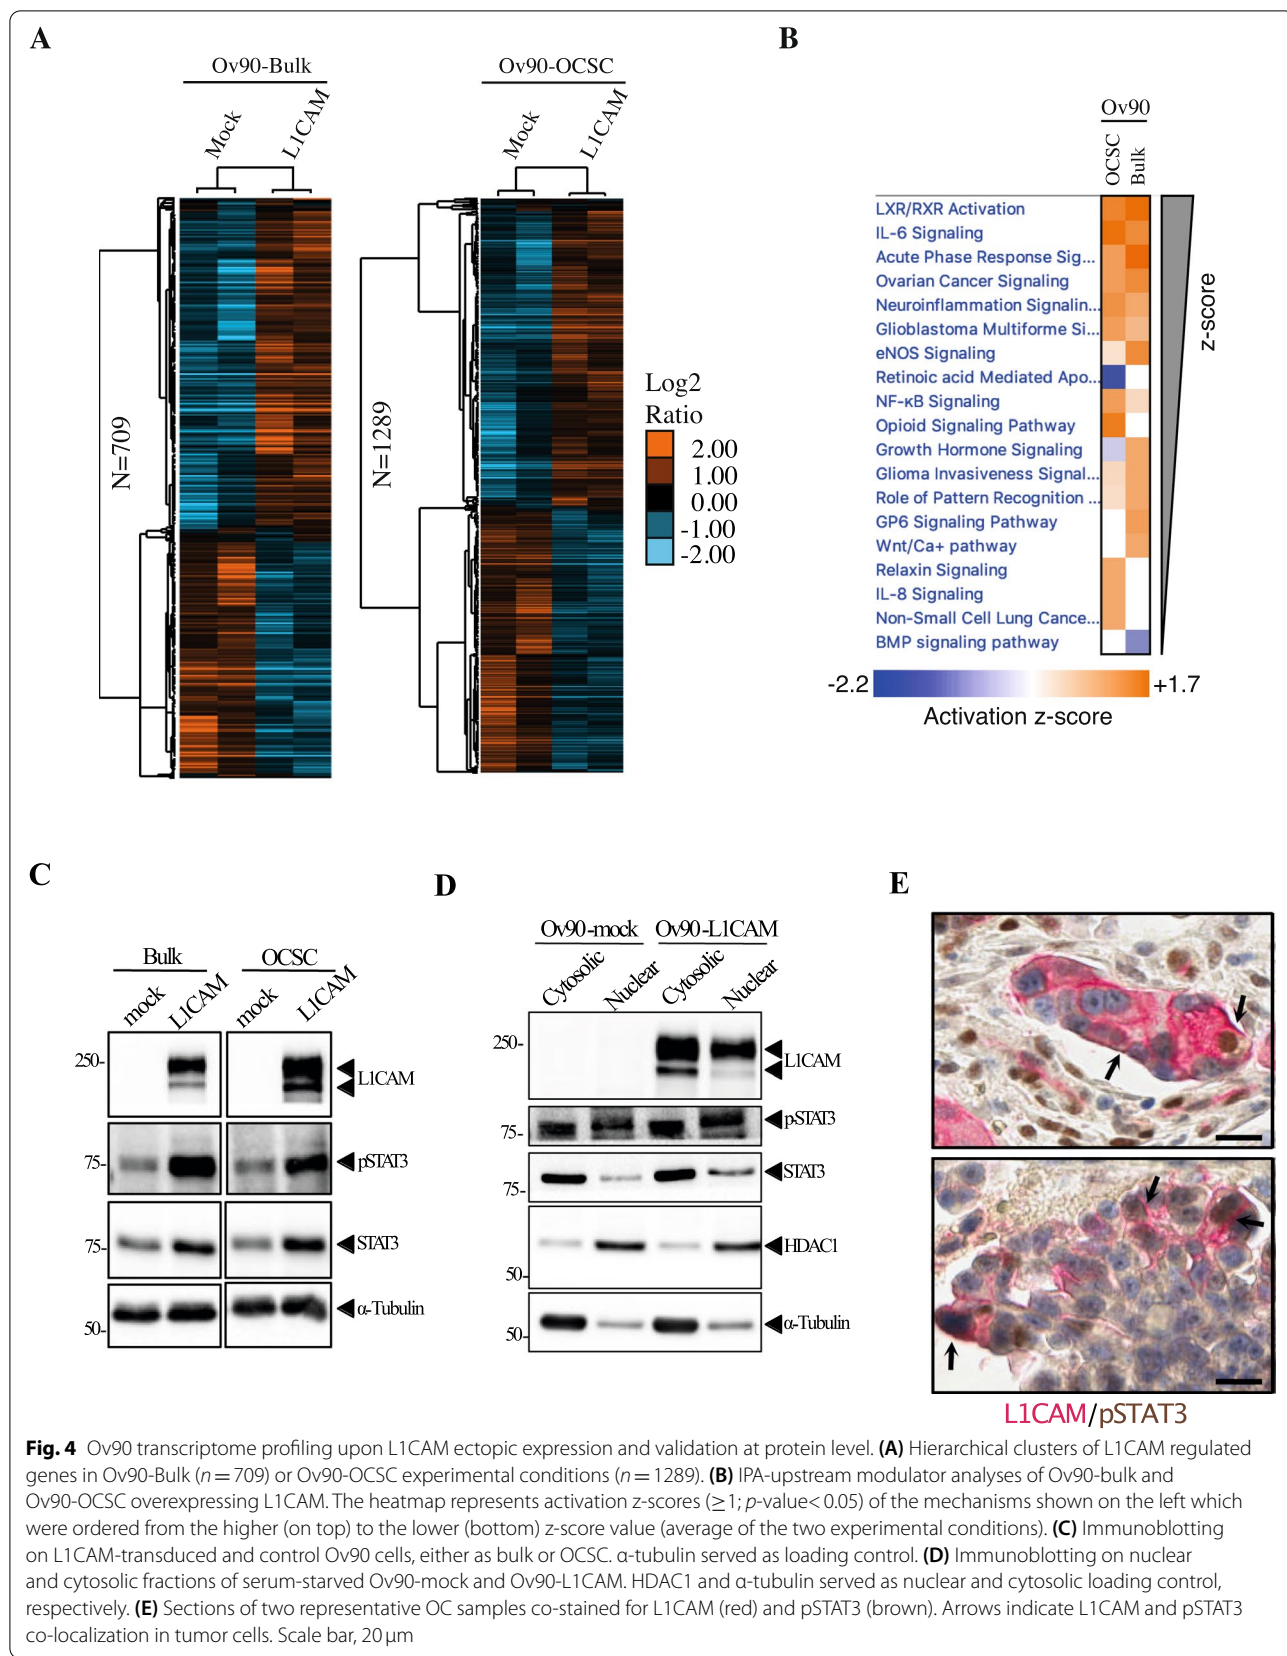 A
Ov90-Bulk
Mock
L1CAM
N=709
Ov90-OCSC
Mock
L1CAM
N=1289
Log2
Ratio
2.00
1.00
0.00
-1.00
-2.00
B
Ov90
OCSC
Bulk
LXR/RXR Activation
IL-6 Signaling
Acute Phase Response Sig...
Ovarian Cancer Signaling
Neuroinflammation Signalin...
Glioblastoma Multiforme Si...
eNOS Signaling
Retinoic acid Mediated Apo...
NF-κB Signaling
Opioid Signaling Pathway
Growth Hormone Signaling
Glioma Invasiveness Signal...
Role of Pattern Recognition ...
GP6 Signaling Pathway
Wnt/Ca+ pathway
Relaxin Signaling
IL-8 Signaling
Non-Small Cell Lung Cance...
BMP signaling pathway
z-score
-2.2
+1.7
Activation z-score
C
Bulk
OCSC
mock
L1CAM
mock
L1CAM
250-
L1CAM
75-
pSTAT3
75-
STAT3
50-
α-Tubulin
D
Ov90-mock
Ov90-L1CAM
Cytosolic
Nuclear
Cytosolic
Nuclear
250-
L1CAM
75-
p-STAT3
75-
STAT3
50-
HDAC1
50-
α-Tubulin
E
L1CAM/pSTAT3
Fig. 4 Ov90 transcriptome profiling upon L1CAM ectopic expression and validation at protein level. (A) Hierarchical clusters of L1CAM regulated
genes in Ov90-Bulk (n = 709) or Ov90-OCSC experimental conditions (n = 1289). (B) IPA-upstream modulator analyses of Ov90-bulk and
Ov90-OCSC overexpressing L1CAM. The heatmap represents activation z-scores (≥1; p-value< 0.05) of the mechanisms shown on the left which
were ordered from the higher (on top) to the lower (bottom) z-score value (average of the two experimental conditions). (C) Immunoblotting
on L1CAM-transduced and control Ov90 cells, either as bulk or OCSC. α-tubulin served as loading control. (D) Immunoblotting on nuclear
and cytosolic fractions of serum-starved Ov90-mock and Ov90-L1CAM. HDAC1 and α-tubulin served as nuclear and cytosolic loading control,
respectively. (E) Sections of two representative OC samples co-stained for L1CAM (red) and pSTAT3 (brown). Arrows indicate L1CAM and pSTAT3
co-localization in tumor cells. Scale bar, 20 μm